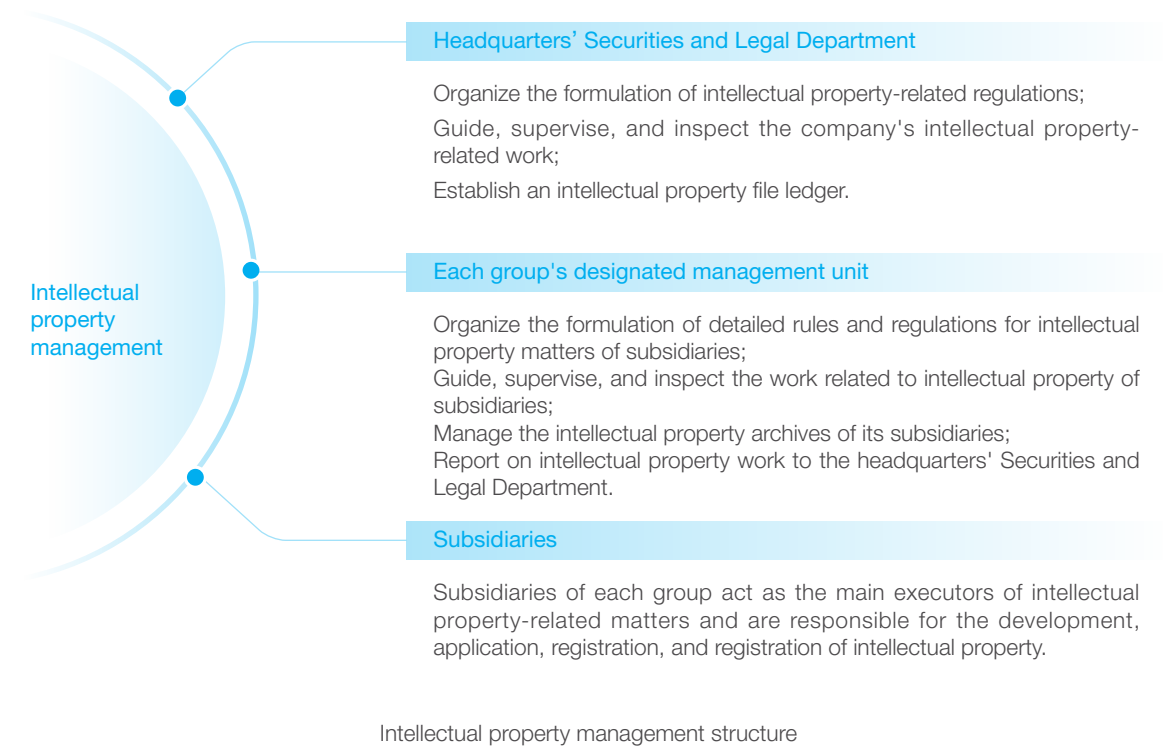 Headquarters’ Securities and Legal Department
Organize the formulation of intellectual property-related regulations;
Guide, supervise, and inspect the company's intellectual property-
related work;
Establish an intellectual property file ledger.
Intellectual
property
management
Each group's designated management unit
Organize the formulation of detailed rules and regulations for intellectual
property matters of subsidiaries;
Guide, supervise, and inspect the work related to intellectual property of
subsidiaries;
Manage the intellectual property archives of its subsidiaries;
Report on intellectual property work to the headquarters' Securities and
Legal Department.
Subsidiaries
Subsidiaries of each group act as the main executors of intellectual
property-related matters and are responsible for the development,
application, registration, and registration of intellectual property.
Intellectual property management structure